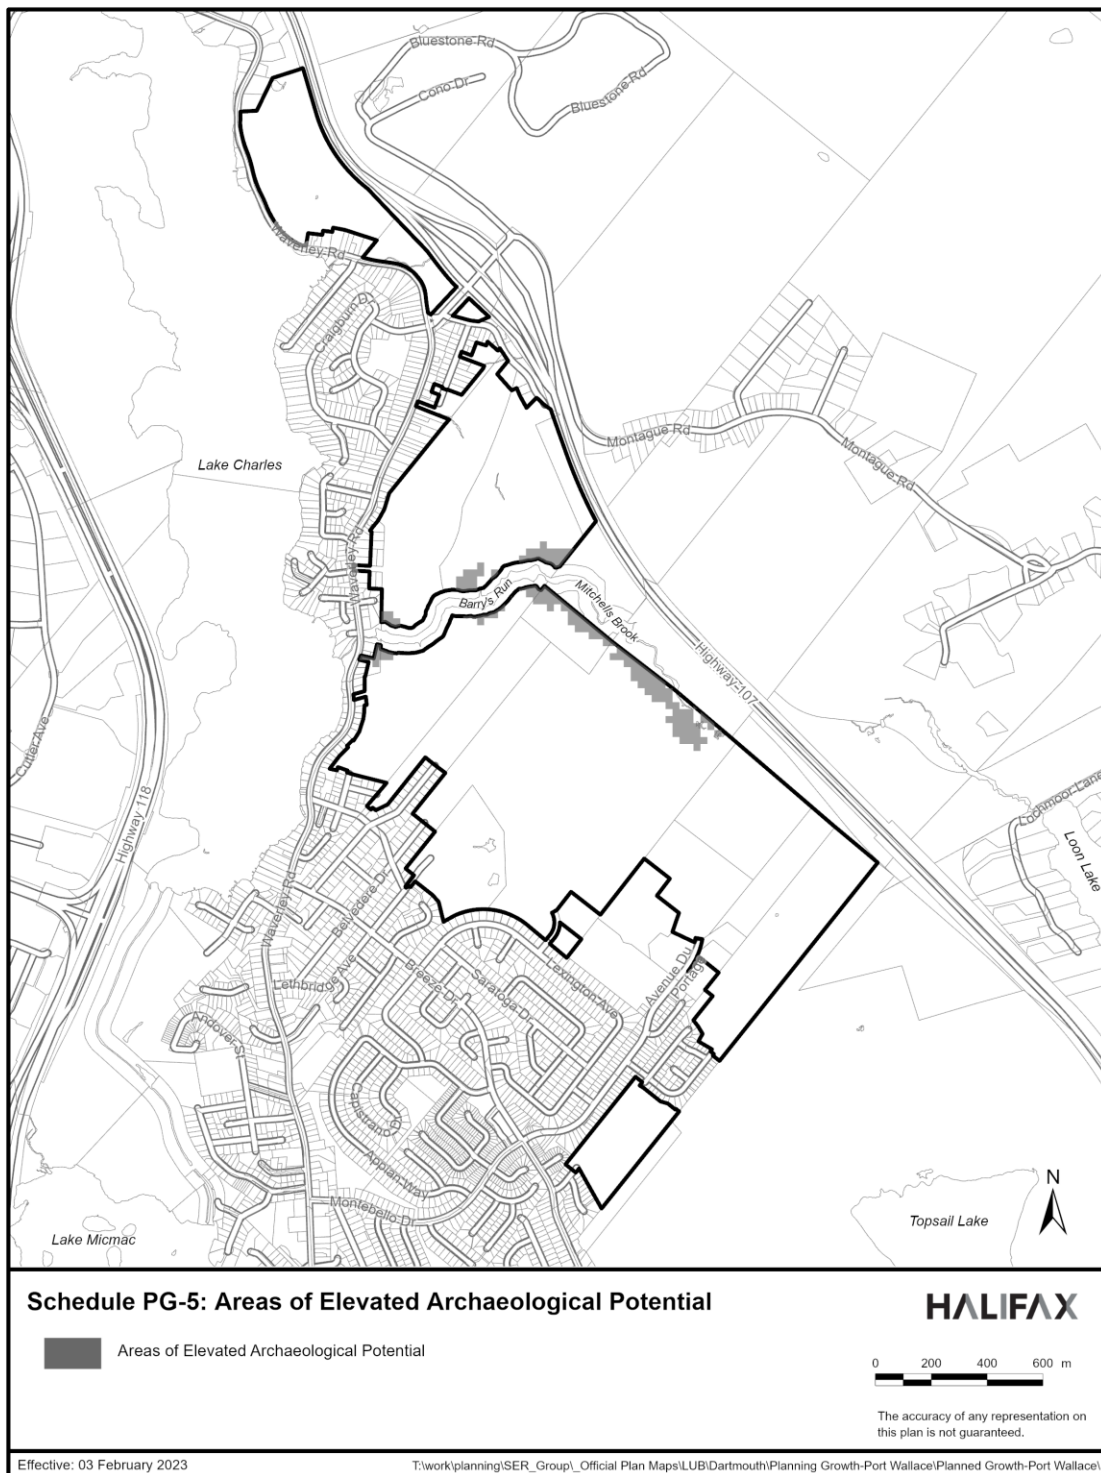 Bluestone Rd
Cono Dr
Bluestone Rd
Waverley Rd
Craigburn Dr
Montague Rd
Montague Rd
Lake Charles
Waverley Rd
Barry's Run
Mitchells Brook
Highway 107
Cutler Ave
Highway 118
Lochmoor Lane
Loon Lake
Waverley Rd
Belvedere Dr
Lethbridge Ave
Breeze Dr
Saratoga Dr
Lexington Ave
Avenue Du
Portage
Andover St
Capistrano Dr
Appian Way
Montebello Dr
Lake Micmac
Topsail Lake
N
Schedule PG-5: Areas of Elevated Archaeological Potential
HALIFAX
Areas of Elevated Archaeological Potential
0 200 400 600 m
The accuracy of any representation on
this plan is not guaranteed.
Effective: 03 February 2023
T:\work\planning\SER_Group\_Official Plan Maps\LUB\Dartmouth\Planning Growth-Port Wallace\Planned Growth-Port Wallace\